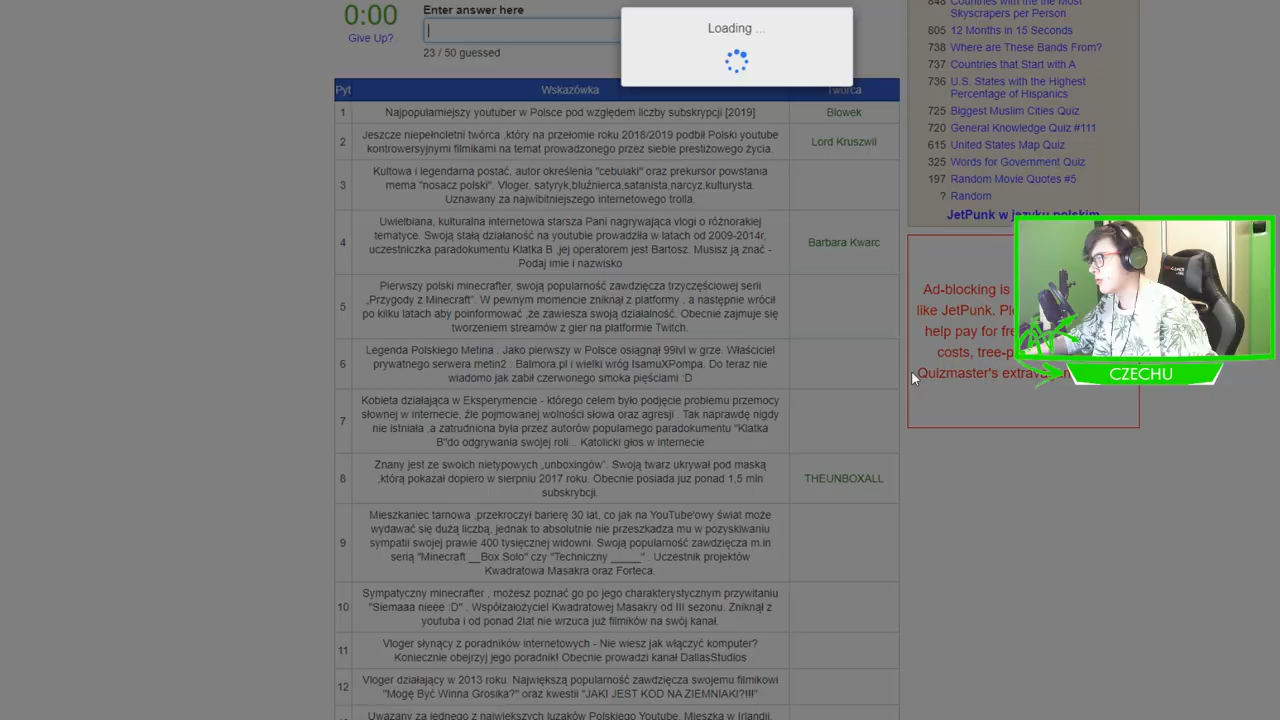 0:00
Give Up?
Enter answer here
23 / 50 guessed
Loading ...
Pyt
Wskazówka
Twórca
1
Najpopularniejszy youtuber w Polsce pod względem liczby subskrypcji [2019]
Blowek
2
Jeszcze niepełnoletni twórca ,który na przełomie roku 2018/2019 podbił Polski youtube
kontrowersyjnymi filmikami na temat prowadzonego przez siebie prestiżowego życia.
Lord Kruszwil
3
Kultowa i legendarna postać. autor określenia "cebulaki" oraz prekursor powstania
mema "nosacz polski". Vloger, satyryk,bluźnierca,satanista,narcyz,kulturysta.
Uznawany za najwibitniejszego internetowego trolla.
4
Uwielbiana, kulturalna internetowa starsza Pani nagrywająca vlogi o różnorakiej
tematyce. Swoją stałą działaność na youtubie prowadziła w latach od 2009-2014r,
uczestniczka paradokumentu Klatka B ,jej operatorem jest Bartosz. Musisz ją znać -
Podaj imie i nazwisko
Barbara Kwarc
5
Pierwszy polski minecrafter, swoją popularność zawdzięcza trzyczęściowej serii
„Przygody z Minecraft”. W pewnym momencie zniknął z platformy , a następnie wrócił
po kilku latach aby poinformować ,że zawiesza swoją działalność. Obecnie zajmuje się
tworzeniem streamów z gier na platformie Twitch.
6
Legenda Polskiego Metina . Jako pierwszy w Polsce osiągnął 99lvl w grze. Właściciel
prywatnego serwera metin2 : Balmora.pl i wielki wróg IsamuXPompa. Do teraz nie
wiadomo jak zabił czerwonego smoka pięściami :D
7
Kobieta działająca w Eksperymencie - którego celem było podjęcie problemu przemocy
słownej w internecie, źle pojmowanej wolności słowa oraz agresji . Tak naprawdę nigdy
nie istniała ,a zatrudniona była przez autorów popularnego paradokumentu "Klatka
B"do odgrywania swojej roli... Katolicki głos w internecie
8
Znany jest ze swoich nietypowych „unboxingów”. Swoją twarz ukrywał pod maską
,którą pokazał dopiero w sierpniu 2017 roku. Obecnie posiada juz ponad 1,5 mln
subskrybcji.
THEUNBOXALL
9
Mieszkaniec tarnowa ,przekroczył barierę 30 lat, co jak na YouTube'owy świat może
wydawać się dużą liczbą, jednak to absolutnie nie przeszkadza mu w pozyskiwaniu
sympatii swojej prawie 400 tysięcznej widowni. Swoją popularność zawdzięcza m.in
serią "Minecraft __Box Solo" czy "Techniczny _____" . Uczestnik projektów
Kwadratowa Masakra oraz Forteca.
10
Sympatyczny minecrafter , możesz poznać go po jego charakterystycznym przywitaniu
"Siemaaa nieee :D" . Współzałożyciel Kwadratowej Masakry od III sezonu. Zniknął z
youtuba i od ponad 2lat nie wrzuca już filmików na swój kanał.
11
Vloger słynący z poradników internetowych - Nie wiesz jak włączyć komputer?
Koniecznie obejrzyj jego poradnik! Obecnie prowadzi kanał DallasStudios
12
Vloger działający w 2013 roku. Największą popularność zawdzięcza swojemu filmikowi
"Mogę Być Winna Grosika?" oraz kwestii "JAKI JEST KOD NA ZIEMNIAKI?!!!"
Uważany za jednego z największych luzaków Polskiego Youtube. Mieszka w Irlandii.
848 Countries with the Most
Skyscrapers per Person
805 12 Months in 15 Seconds
738 Where are These Bands From?
737 Countries that Start with A
736 U.S. States with the Highest
Percentage of Hispanics
725 Biggest Muslim Cities Quiz
720 General Knowledge Quiz #111
615 United States Map Quiz
325 Words for Government Quiz
197 Random Movie Quotes #5
? Random
JetPunk w języku polskim
Ad-blocking is
like JetPunk.
help pay for
costs,
Quizmaster's
CZECHU